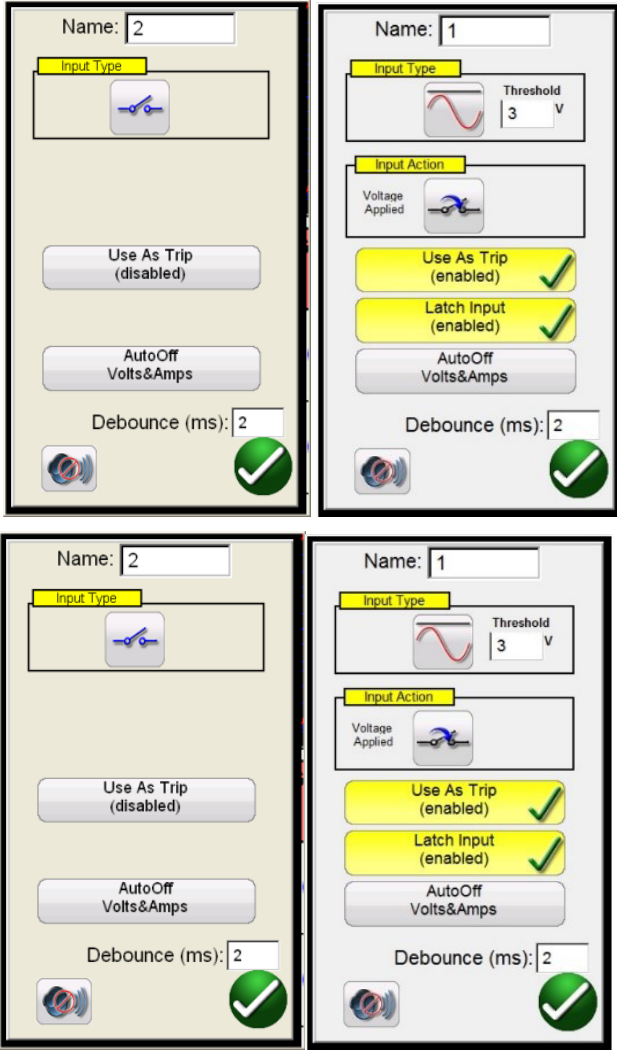 Name: 2
Input Type
Use As Trip
(disabled)
AutoOff
Volts&Amps
Debounce (ms): 2
Name: 1
Input Type
Threshold
3 V
Input Action
Voltage
Applied
Use As Trip
(enabled)
Latch Input
(enabled)
AutoOff
Volts&Amps
Debounce (ms): 2
Name: 2
Input Type
Use As Trip
(disabled)
AutoOff
Volts&Amps
Debounce (ms): 2
Name: 1
Input Type
Threshold
3 V
Input Action
Voltage
Applied
Use As Trip
(enabled)
Latch Input
(enabled)
AutoOff
Volts&Amps
Debounce (ms): 2